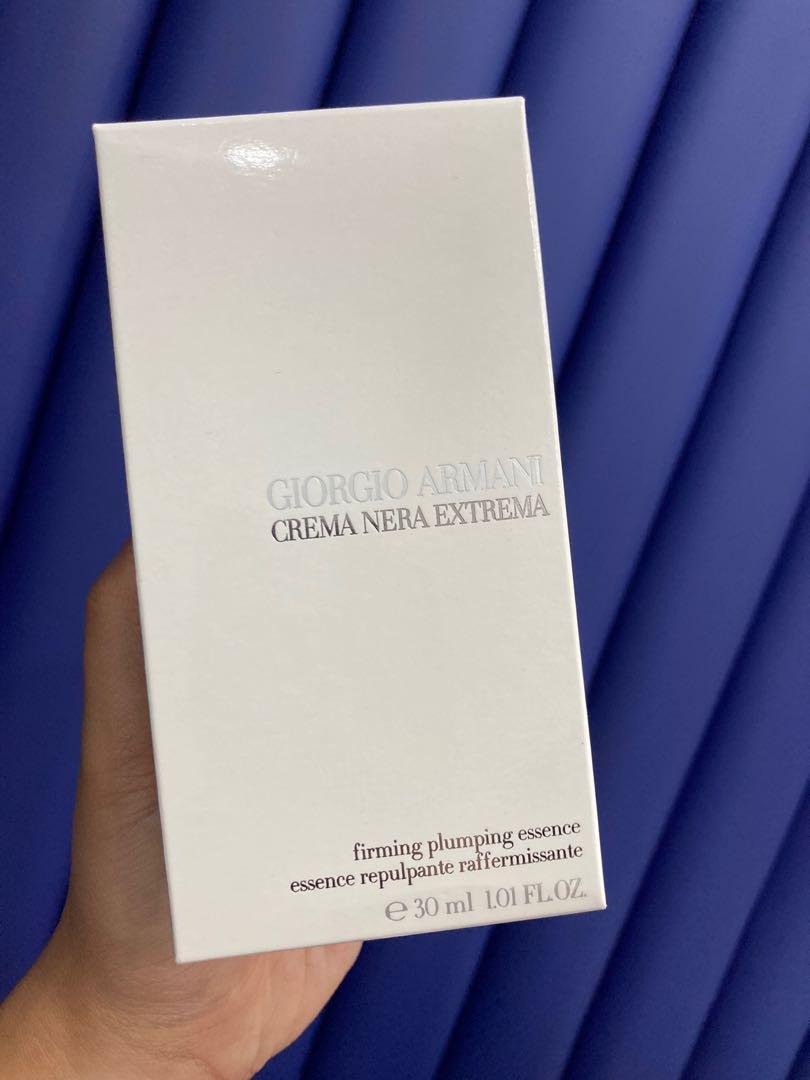 GIORGIO ARMANI
CREMA NERA EXTREMA
firming plumping essence
essence repulpante raffermissante
℮ 30 ml 1.01 FL.OZ.